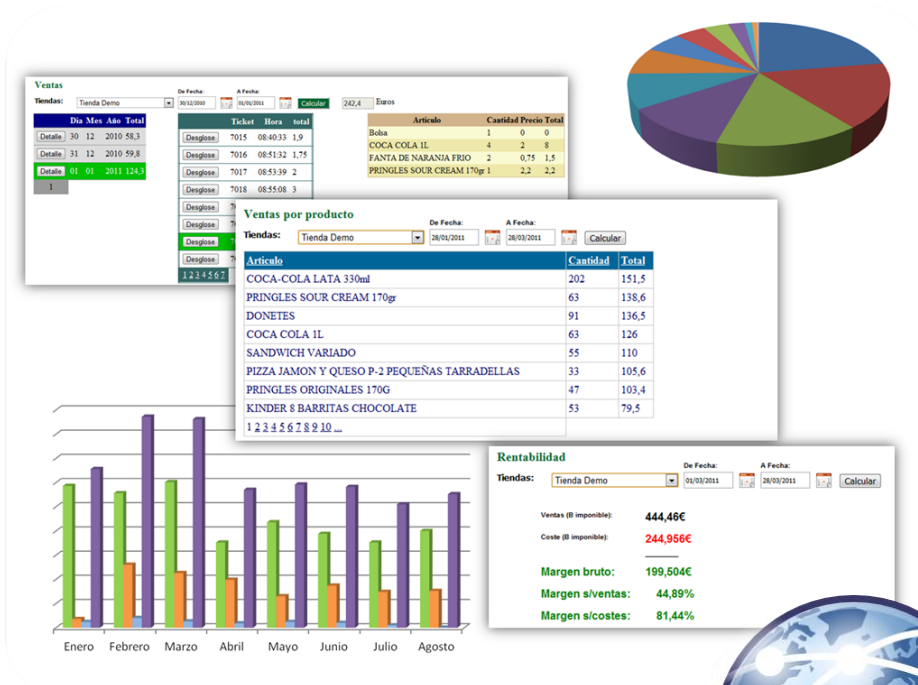 Ventas
De Fecha: A Fecha:
Tiendas: Tienda Demo 30/12/2010 01/01/2011 Calcular 242,4 Euros
Dia Mes Año Total
Detalle 30 12 2010 58,3
Detalle 31 12 2010 59,8
Detalle 01 01 2011 124,3
1
Ticket Hora total
Desglose 7015 08:40:33 1,9
Desglose 7016 08:51:32 1,75
Desglose 7017 08:53:39 2
Desglose 7018 08:55:08 3
Desglose
Desglose
Desglose
Desglose
1 2 3 4 5 6 7
Articulo Cantidad Precio Total
Bolsa 1 0 0
COCA COLA 1L 4 2 8
FANTA DE NARANJA FRIO 2 0,75 1,5
PRINGLES SOUR CREAM 170gr 1 2,2 2,2
Ventas por producto
De Fecha: A Fecha:
Tiendas: Tienda Demo 28/01/2011 28/03/2011 Calcular
Articulo Cantidad Total
COCA-COLA LATA 330ml 202 151,5
PRINGLES SOUR CREAM 170gr 63 138,6
DONETES 91 136,5
COCA COLA 1L 63 126
SANDWICH VARIADO 55 110
PIZZA JAMON Y QUESO P-2 PEQUEÑAS TARRADELLAS 33 105,6
PRINGLES ORIGINALES 170G 47 103,4
KINDER 8 BARRITAS CHOCOLATE 53 79,5
1 2 3 4 5 6 7 8 9 10 ...
Rentabilidad
De Fecha: A Fecha:
Tiendas: Tienda Demo 01/03/2011 28/03/2011 Calcular
Ventas (B imponible): 444,46€
Coste (B imponible): 244,956€
Margen bruto: 199,504€
Margen s/ventas: 44,89%
Margen s/costes: 81,44%
Enero Febrero Marzo Abril Mayo Junio Julio Agosto